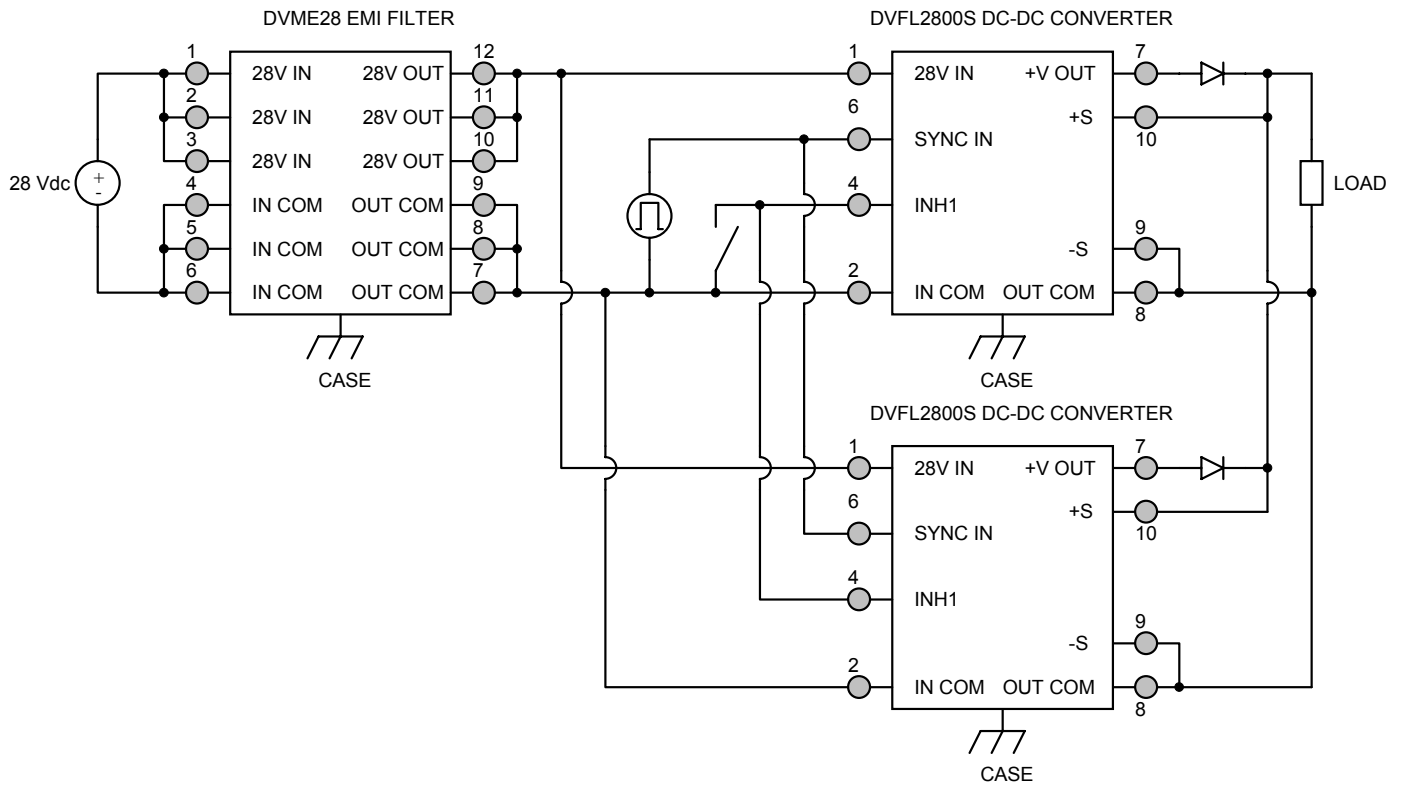 DVME28 EMI FILTER
DVFL2800S DC-DC CONVERTER
1
12
1
7
28V IN
28V OUT
28V IN
+V OUT
2
11
6
28V IN
28V OUT
+S
10
3
10
SYNC IN
28V IN
28V OUT
28 Vdc
+
-
LOAD
4
9
4
IN COM
OUT COM
INH1
5
8
9
IN COM
OUT COM
-S
6
7
2
IN COM
OUT COM
IN COM
OUT COM
8
CASE
CASE
DVFL2800S DC-DC CONVERTER
1
7
28V IN
+V OUT
6
+S
10
SYNC IN
4
INH1
9
-S
2
IN COM
OUT COM
8
CASE